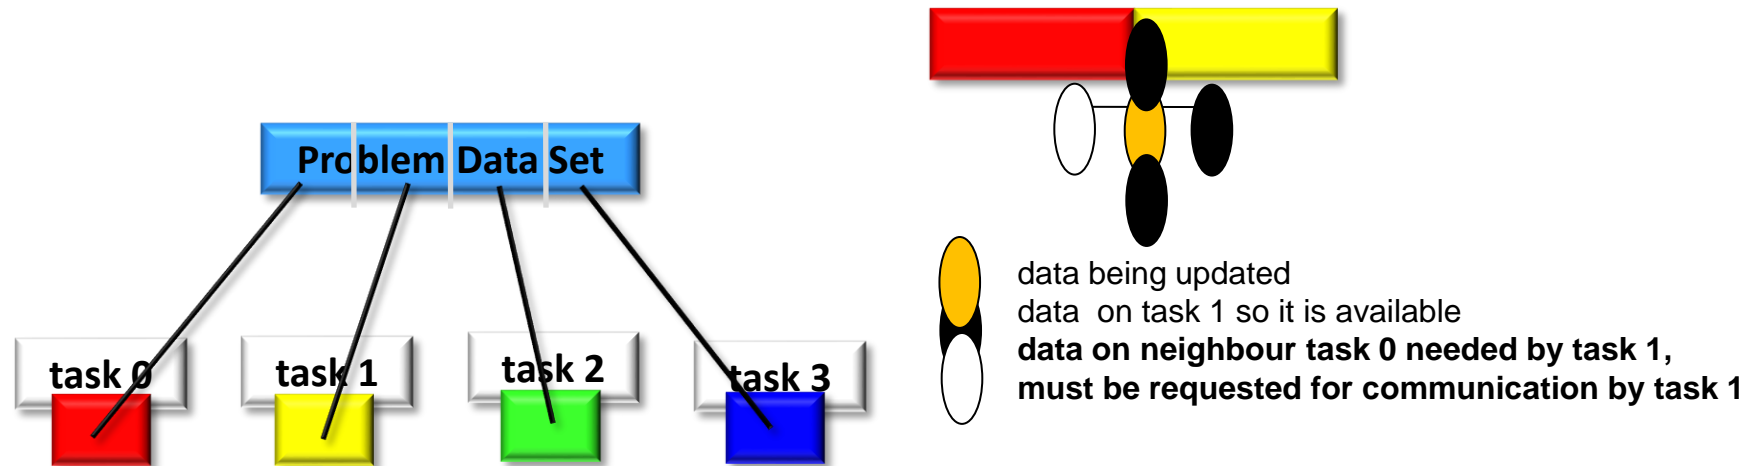 Problem Data Set
task 0
task 1
task 2
task 3
data being updated
data on task 1 so it is available
data on neighbour task 0 needed by task 1,
must be requested for communication by task 1